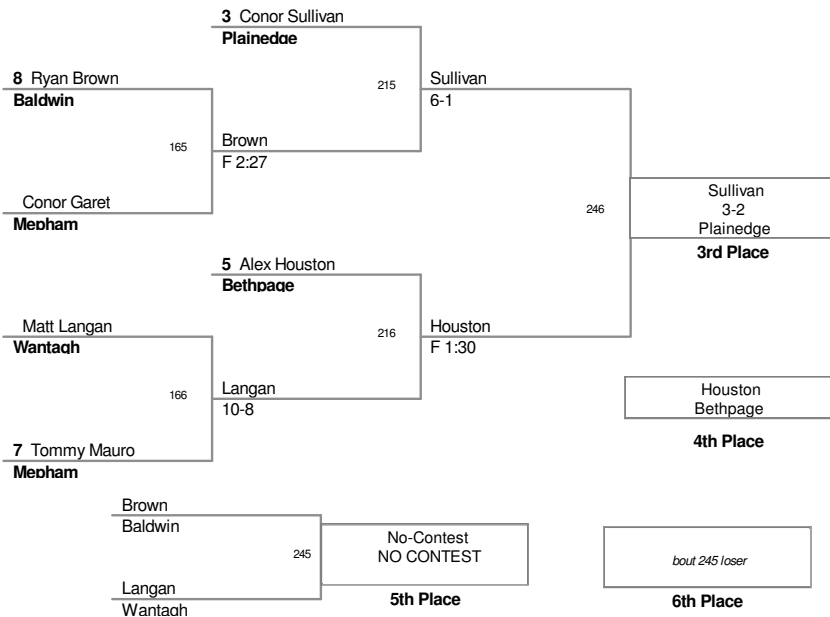 3 Conor Sullivan
Plainedge
8 Ryan Brown
Baldwin
215
Sullivan
6-1
165
Brown
F 2:27
Conor Garet
Mepham
246
Sullivan
3-2
Plainedge
3rd Place
5 Alex Houston
Bethpage
Matt Langan
Wantagh
216
Houston
F 1:30
166
Langan
10-8
Houston
Bethpage
4th Place
7 Tommy Mauro
Mepham
Brown
Baldwin
245
No-Contest
NO CONTEST
bout 245 loser
Langan
Wantagh
5th Place
6th Place